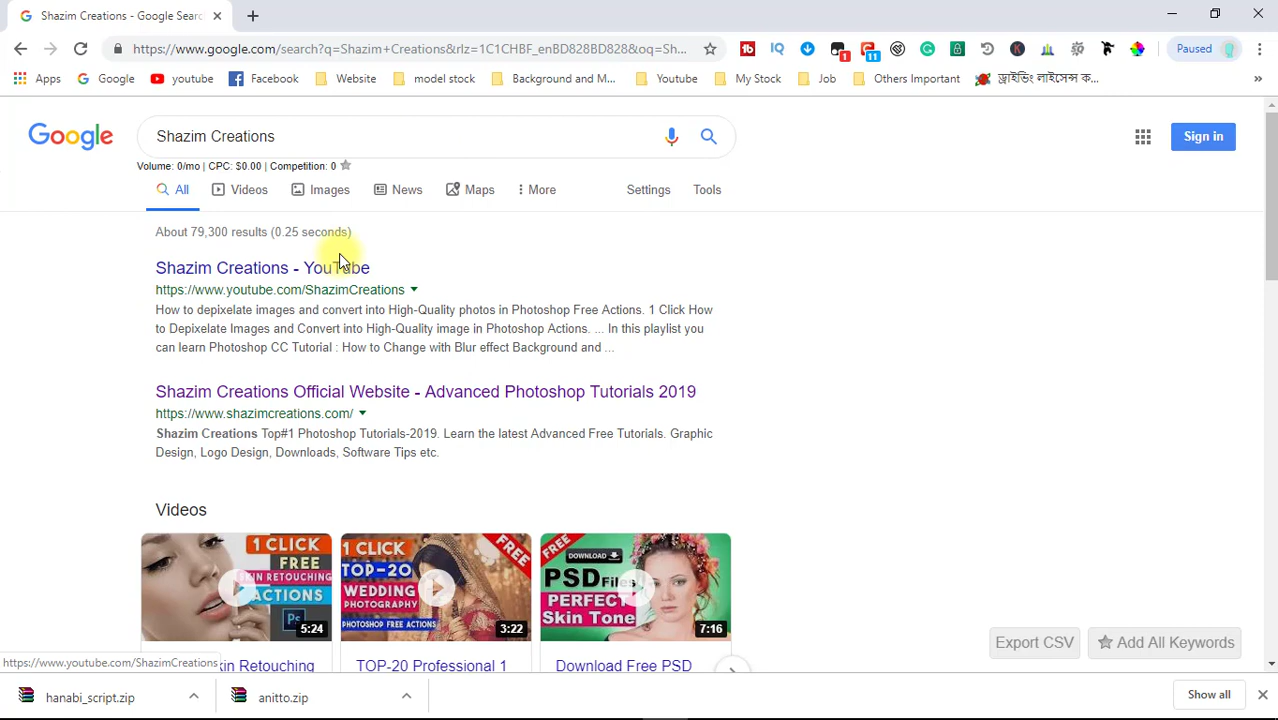 Shazim Creations - Google Searc
https://www.google.com/search?q=Shazim+Creations&rlz=1C1CHBF_enBD828BD828&oq=Sh...
1
11
Paused
Apps
Google
youtube
Facebook
Website
model stock
Background and M...
Youtube
My Stock
Job
Others Important
ড্রাইভিং লাইসেন্স ক...
»
Google
Shazim Creations
Sign in
Volume: 0/mo | CPC: $0.00 | Competition: 0
All
Videos
Images
News
Maps
More
Settings
Tools
About 79,300 results (0.25 seconds)
Shazim Creations - YouTube
https://www.youtube.com/ShazimCreations
How to depixelate images and convert into High-Quality photos in Photoshop Free Actions. 1 Click How
to Depixelate Images and Convert into High-Quality image in Photoshop Actions. ... In this playlist you
can learn Photoshop CC Tutorial : How to Change with Blur effect Background and ...
Shazim Creations Official Website - Advanced Photoshop Tutorials 2019
https://www.shazimcreations.com/
Shazim Creations Top#1 Photoshop Tutorials-2019. Learn the latest Advanced Free Tutorials. Graphic
Design, Logo Design, Downloads, Software Tips etc.
Videos
1 CLICK
FREE
SKIN RETOUCHING
ACTIONS
Ps
5:24
1 CLICK
FREE
TOP-20
WEDDING
PHOTOGRAPHY
PHOTOSHOP FREE ACTIONS
3:22
FREE
DOWNLOAD
PSD Files
PERFECT
Skin Tone
7:16
kin Retouching
TOP-20 Professional 1
Download Free PSD
Export CSV
Add All Keywords
https://www.youtube.com/ShazimCreations
hanabi_script.zip
anitto.zip
Show all